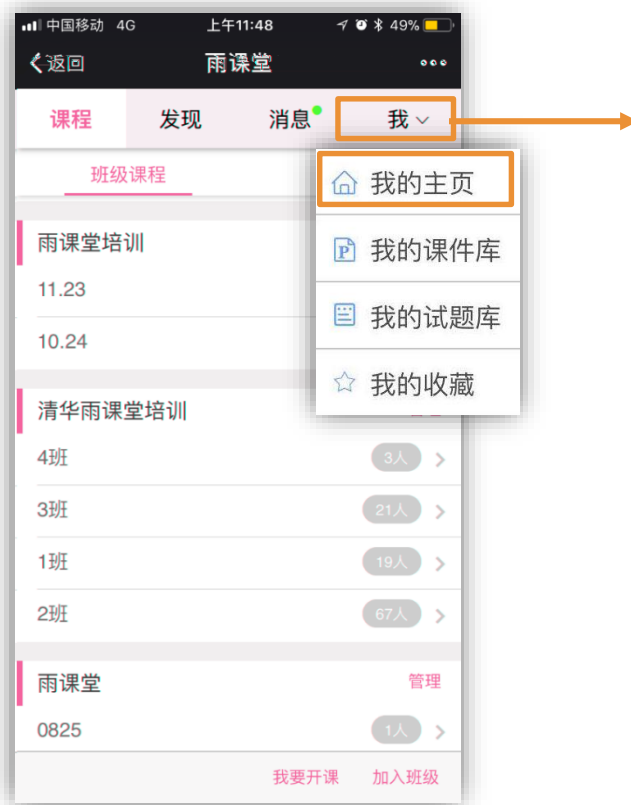 中国移动 4G 上午11:48 49%
返回 雨课堂
课程 发现 消息 我
班级课程
我的主页
我的课件库
我的试题库
我的收藏
雨课堂培训
11.23
10.24
清华雨课堂培训
4班 3人
3班 21人
1班 19人
2班 67人
雨课堂 管理
0825 1人
我要开课 加入班级